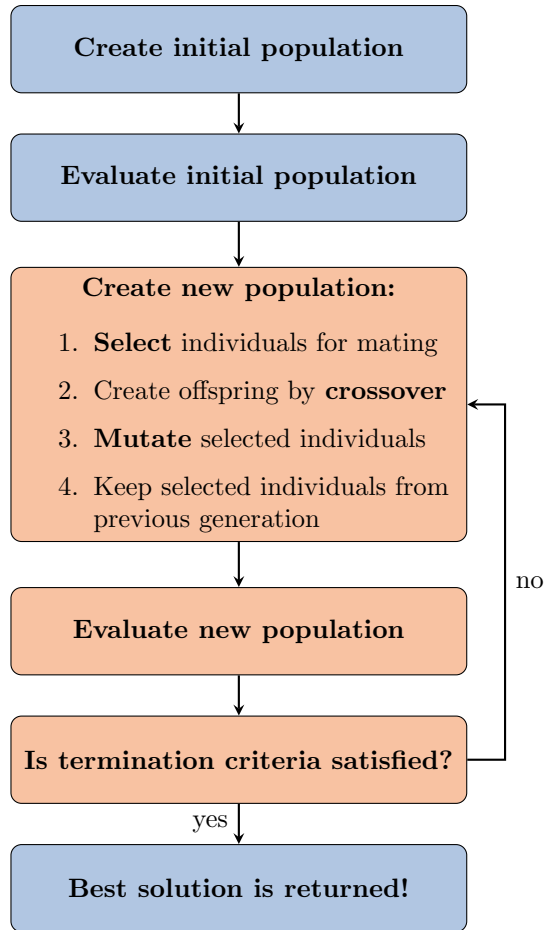 Create initial population
Evaluate initial population
Create new population:
1. Select individuals for mating
2. Create offspring by crossover
3. Mutate selected individuals
4. Keep selected individuals from
previous generation
no
Evaluate new population
Is termination criteria satisfied?
yes
Best solution is returned!